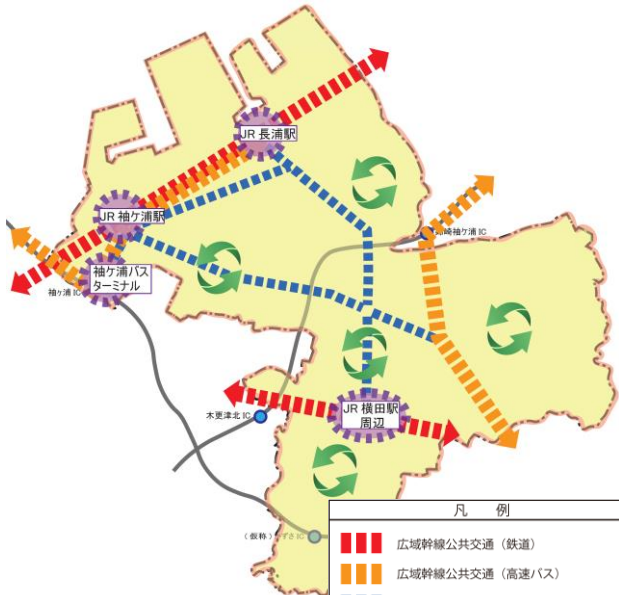 JR 長浦駅
JR 袖ケ浦駅
姉崎袖ケ浦 IC
袖ケ浦バス
ターミナル
袖ヶ浦 IC
木更津北 IC
JR 横田駅
周辺
(仮称)
IC
凡 例
広域幹線公共交通(鉄道)
広域幹線公共交通(高速バス)